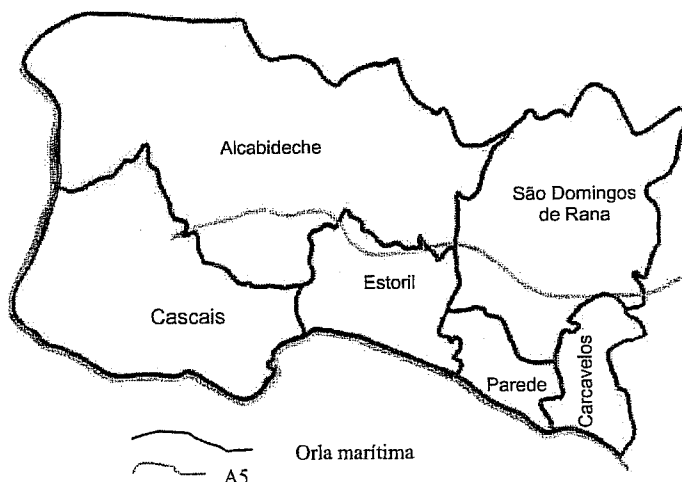 Alcabideche
São Domingos
de Rana
Estoril
Cascais
Parede
Carcavelos
Orla marítima
A5